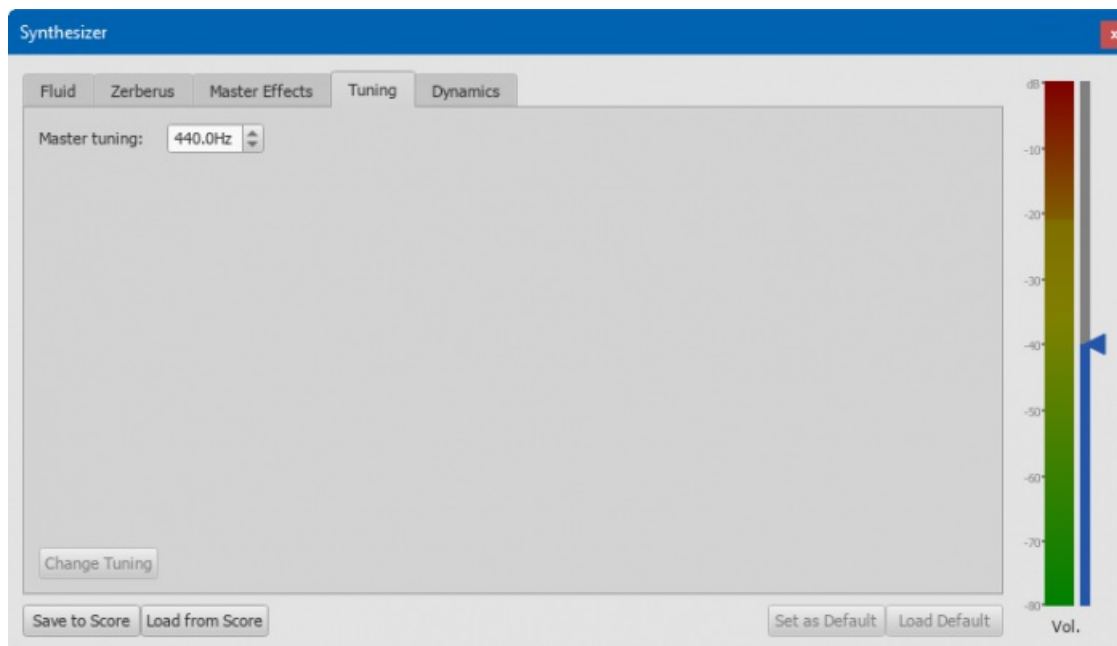 Synthesizer
x
Fluid Zerberus Master Effects Tuning Dynamics
Master tuning: 440.0Hz
Change Tuning
Save to Score Load from Score Set as Default Load Default
dB
-10
-20
-30
-40
-50
-60
-70
-80
Vol.